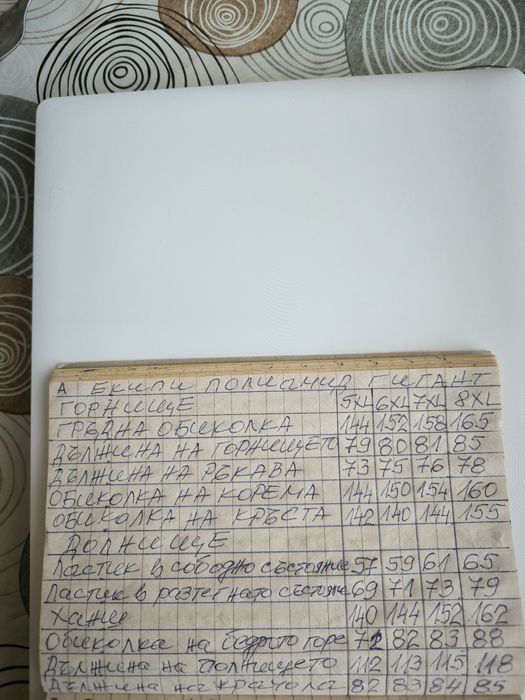 А ЕКИПИ ПОЛИАМИД ГИГАНТ
ГОРНИЩЕ 5XL 6XL 7XL 8XL
ГРЪДНА ОБИКОЛКА 144 152 158 165
ДЪЛЖИНА НА ГОРНИЩЕТО 79 80 81 85
ДЪЛЖИНА НА РЪКАВА 73 75 76 78
ОБИКОЛКА НА КОРЕМА 144 150 154 160
ОБИКОЛКА НА КРЪСТА 142 140 144 155
ДОЛНИЩЕ
Ластик в сободно състояние 57 59 61 65
Ластик в разтегнато състояние 69 71 73 79
Ханш 140 144 152 162
Обиколка на бедрото горе 72 82 83 88
Дължина на долнището 112 113 115 118
Дължина на крачола 82 83 84 85